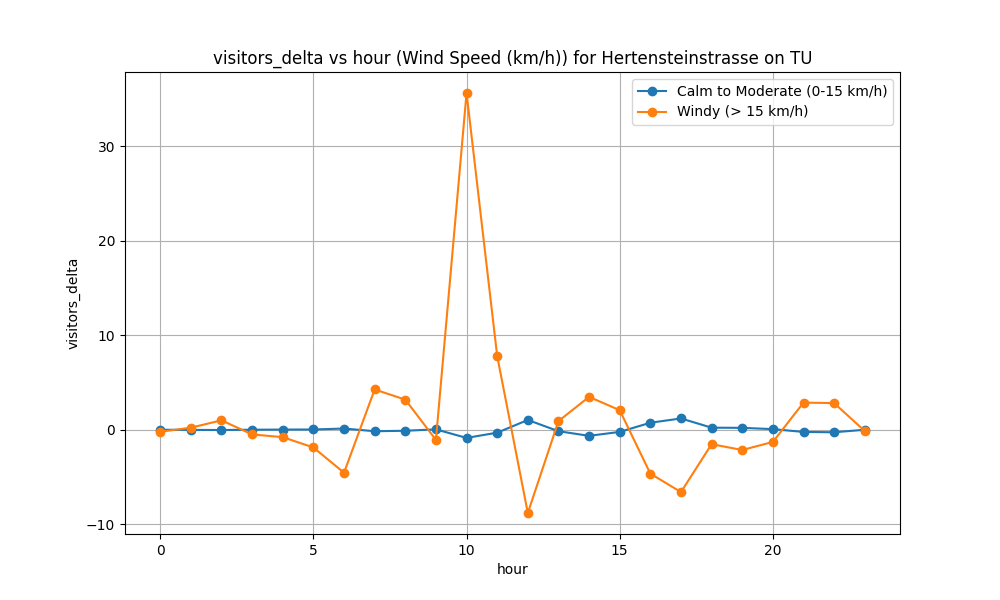 visitors_delta vs hour (Wind Speed (km/h)) for Hertensteinstrasse on TU
Calm to Moderate (0-15 km/h)
Windy (> 15 km/h)
visitors_delta
30
20
10
0
−10
0 5 10 15 20
hour